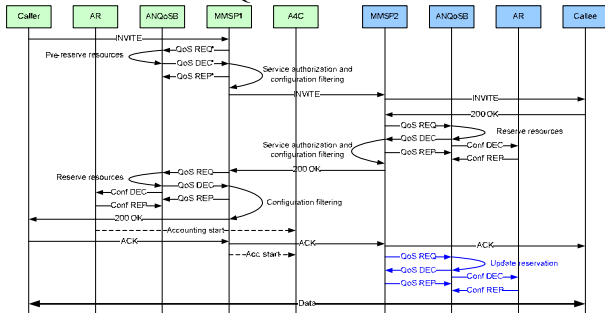 Caller AR ANQoSB MMSP1 A4C MMSP2 ANQoSB AR Callee
INVITE
QoS REQ'
Pre-reserve resources
QoS DEC'
Service authorization and
configuration filtering
QoS REP'
INVITE
INVITE
200 OK
QoS REQ
Reserve resources
QoS DEC
Conf DEC
Service authorization and
configuration filtering
QoS REP
Conf REP
200 OK
QoS REQ
Reserve resources
QoS DEC
Conf DEC
QoS REP
Configuration filtering
Conf REP
200 OK
Accounting start
ACK
ACK
ACK
Acc start
QoS REQ
Update reservation
QoS DEC
Conf DEC
QoS REP
Conf REP
Data